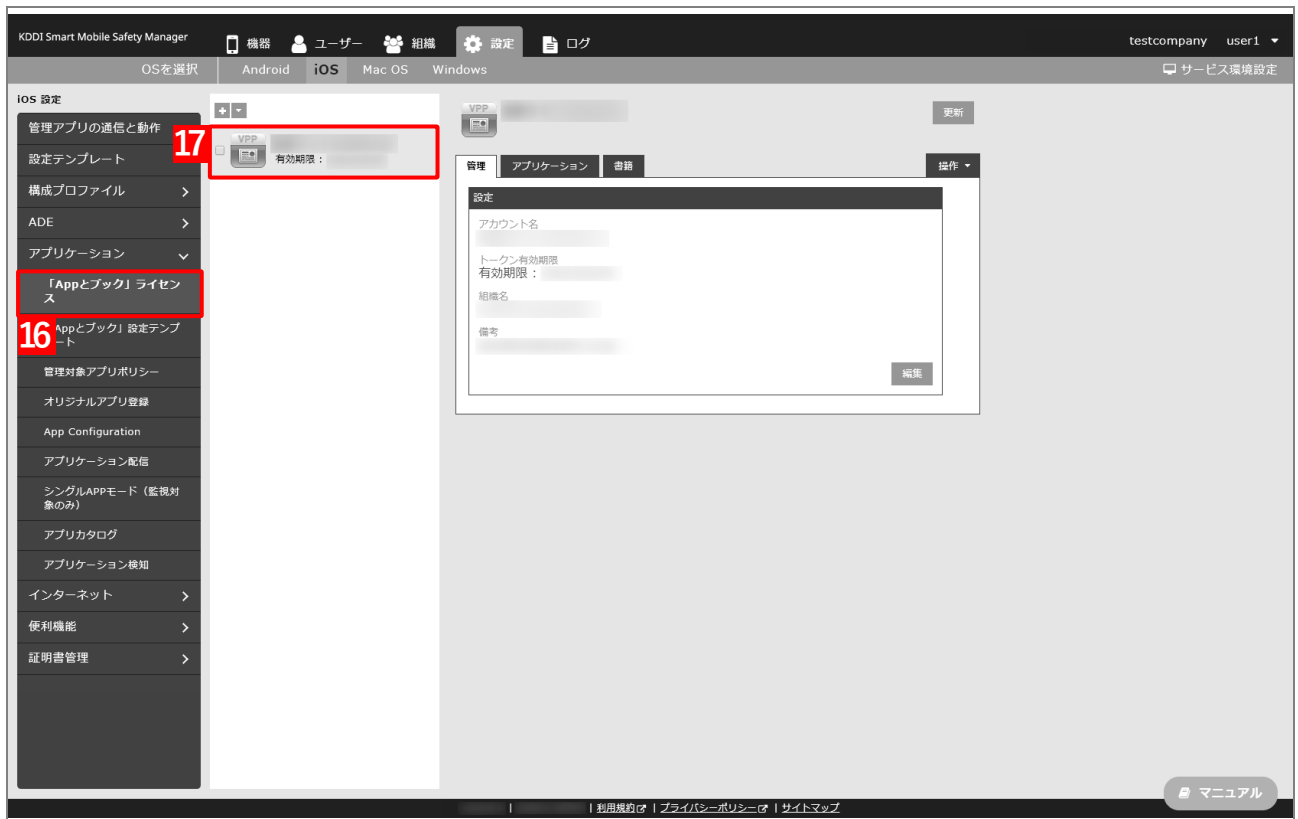 KDDI Smart Mobile Safety Manager
機器 ユーザー 組織 設定 ログ
testcompany user1
OSを選択 Android iOS Mac OS Windows
サービス環境設定
iOS 設定
管理アプリの通信と動作
設定テンプレート
構成プロファイル
ADE
アプリケーション
「Appとブック」ライセン
ス
16
Appとブック」設定テンプ
ート
管理対象アプリポリシー
オリジナルアプリ登録
App Configuration
アプリケーション配信
シングルAPPモード（監視対
象のみ）
アプリカタログ
アプリケーション検知
インターネット
便利機能
証明書管理
17
VPP
有効期限：
VPP
更新
管理 アプリケーション 書籍 操作
設定
アカウント名
トークン有効期限
有効期限：
組織名
備考
編集
マニュアル
| | 利用規約 | プライバシーポリシー | サイトマップ